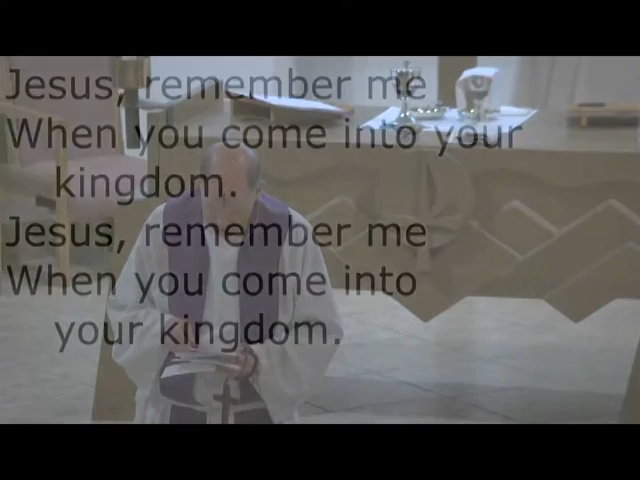 Jesus, remember me
When you come into your
kingdom.
Jesus, remember me
When you come into
your kingdom.